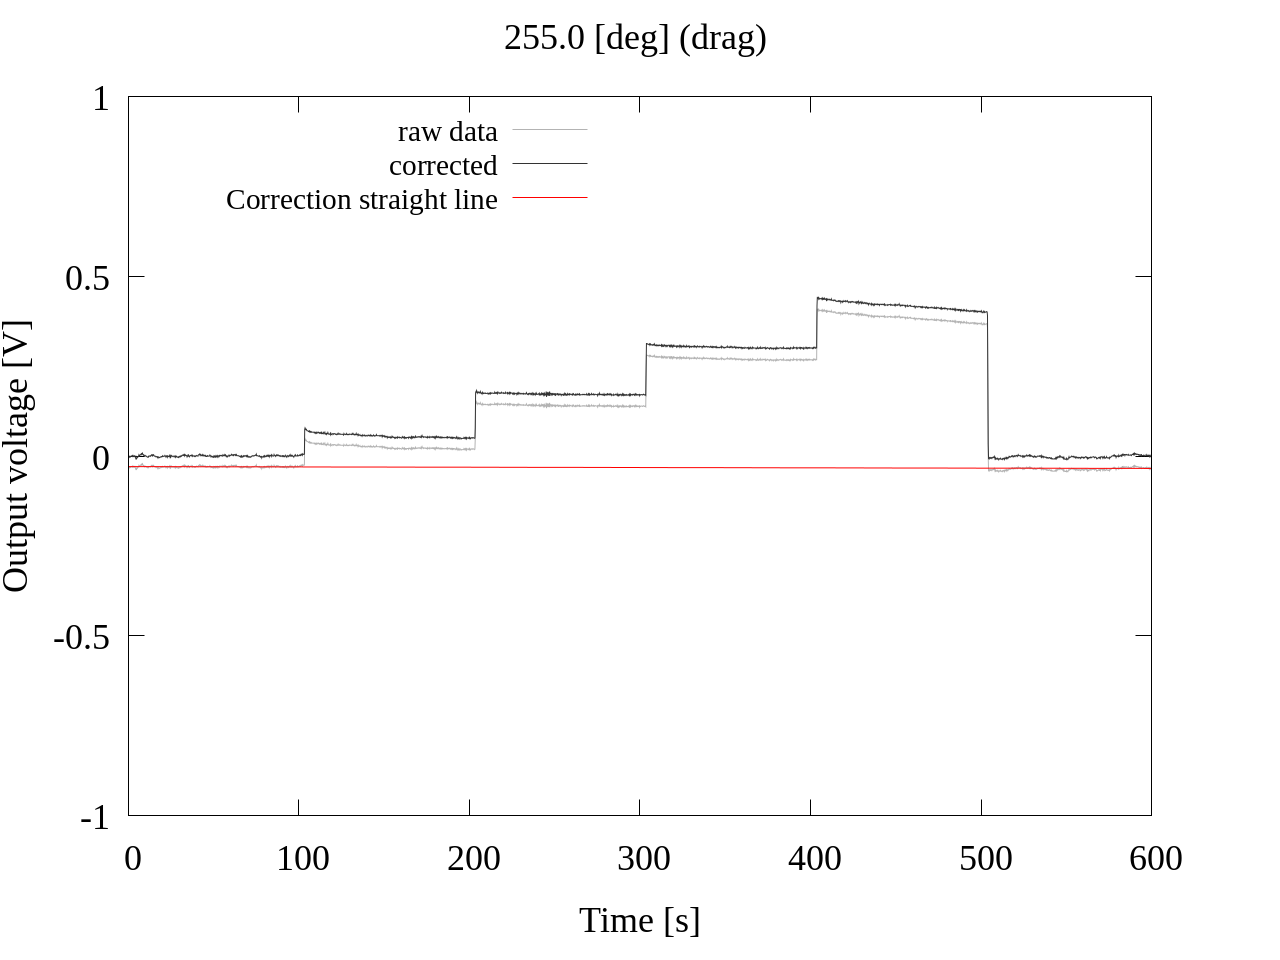 255.0 [deg] (drag)
raw data
corrected
Correction straight line
1
0.5
0
-0.5
-1
Output voltage [V]
0 100 200 300 400 500 600
Time [s]